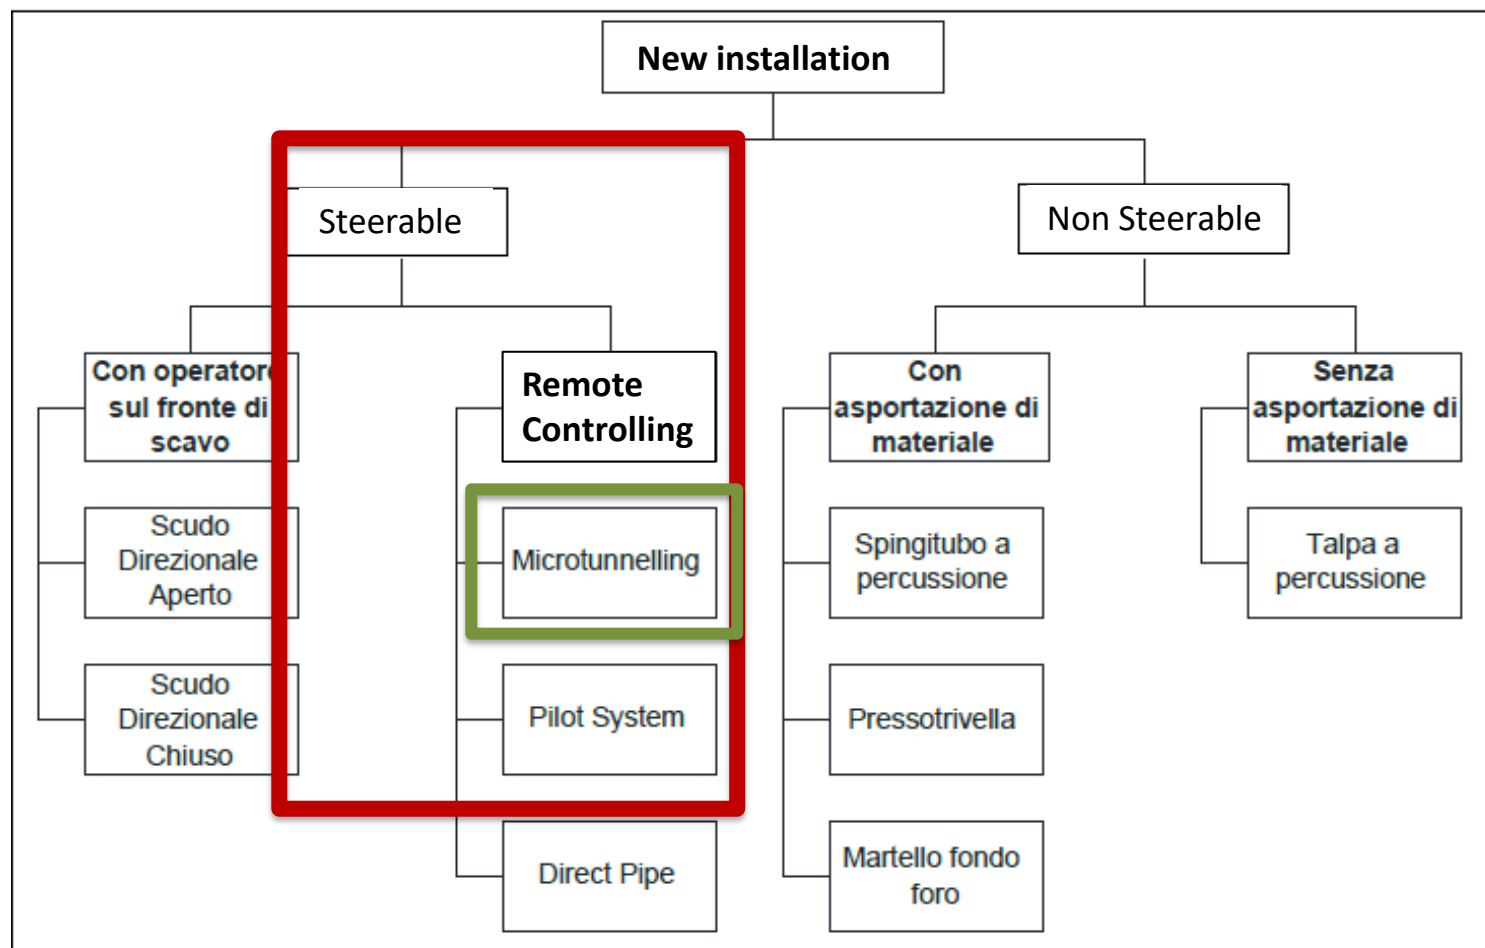 New installation
Steerable
Non Steerable
Con operatore
sul fronte di
scavo
Remote
Controlling
Con
asportazione di
materiale
Senza
asportazione di
materiale
Scudo
Direzionale
Aperto
Microtunnelling
Spingitubo a
percussione
Talpa a
percussione
Scudo
Direzionale
Chiuso
Pilot System
Pressotrivella
Direct Pipe
Martello fondo
foro